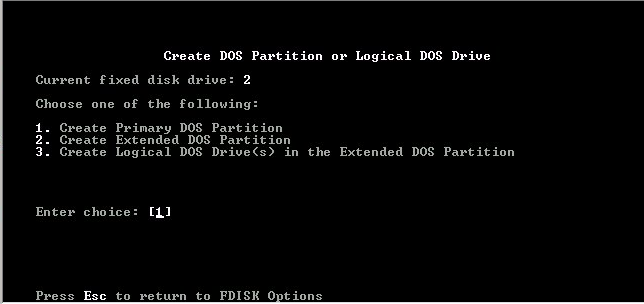 Create DOS Partition or Logical DOS Drive
Current fixed disk drive: 2
Choose one of the following:
1. Create Primary DOS Partition
2. Create Extended DOS Partition
3. Create Logical DOS Drive(s) in the Extended DOS Partition
Enter choice: [1]
Press Esc to return to FDISK Options